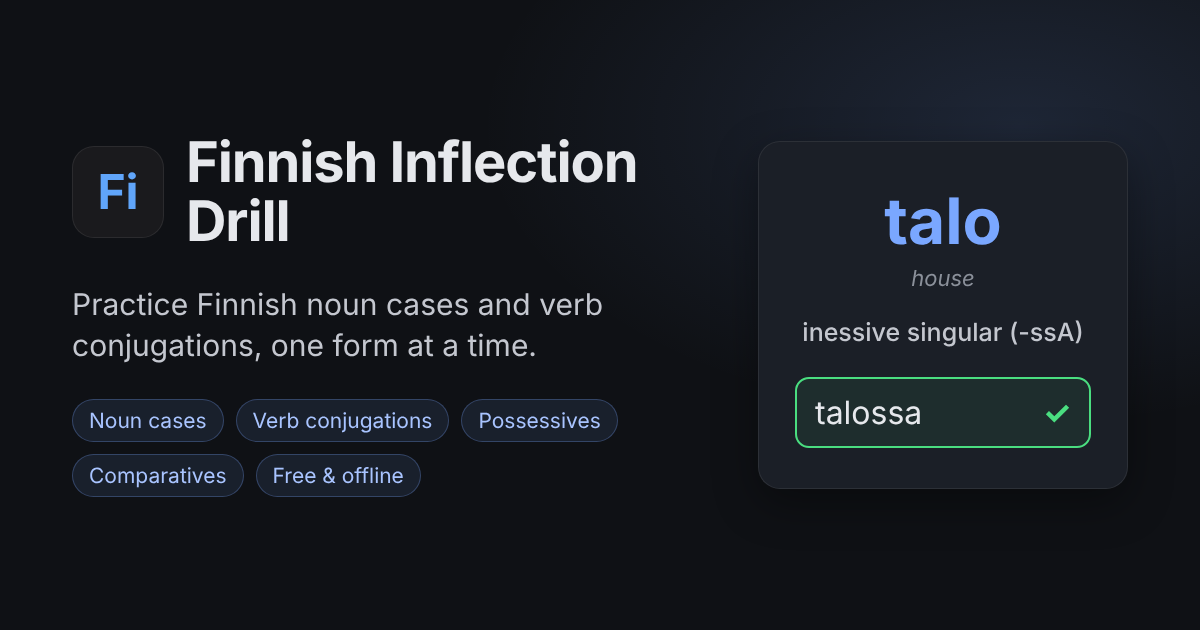 Fi
Finnish Inflection
Drill
Practice Finnish noun cases and verb
conjugations, one form at a time.
Noun cases
Verb conjugations
Possessives
Comparatives
Free & offline
talo
house
inessive singular (-ssA)
talossa